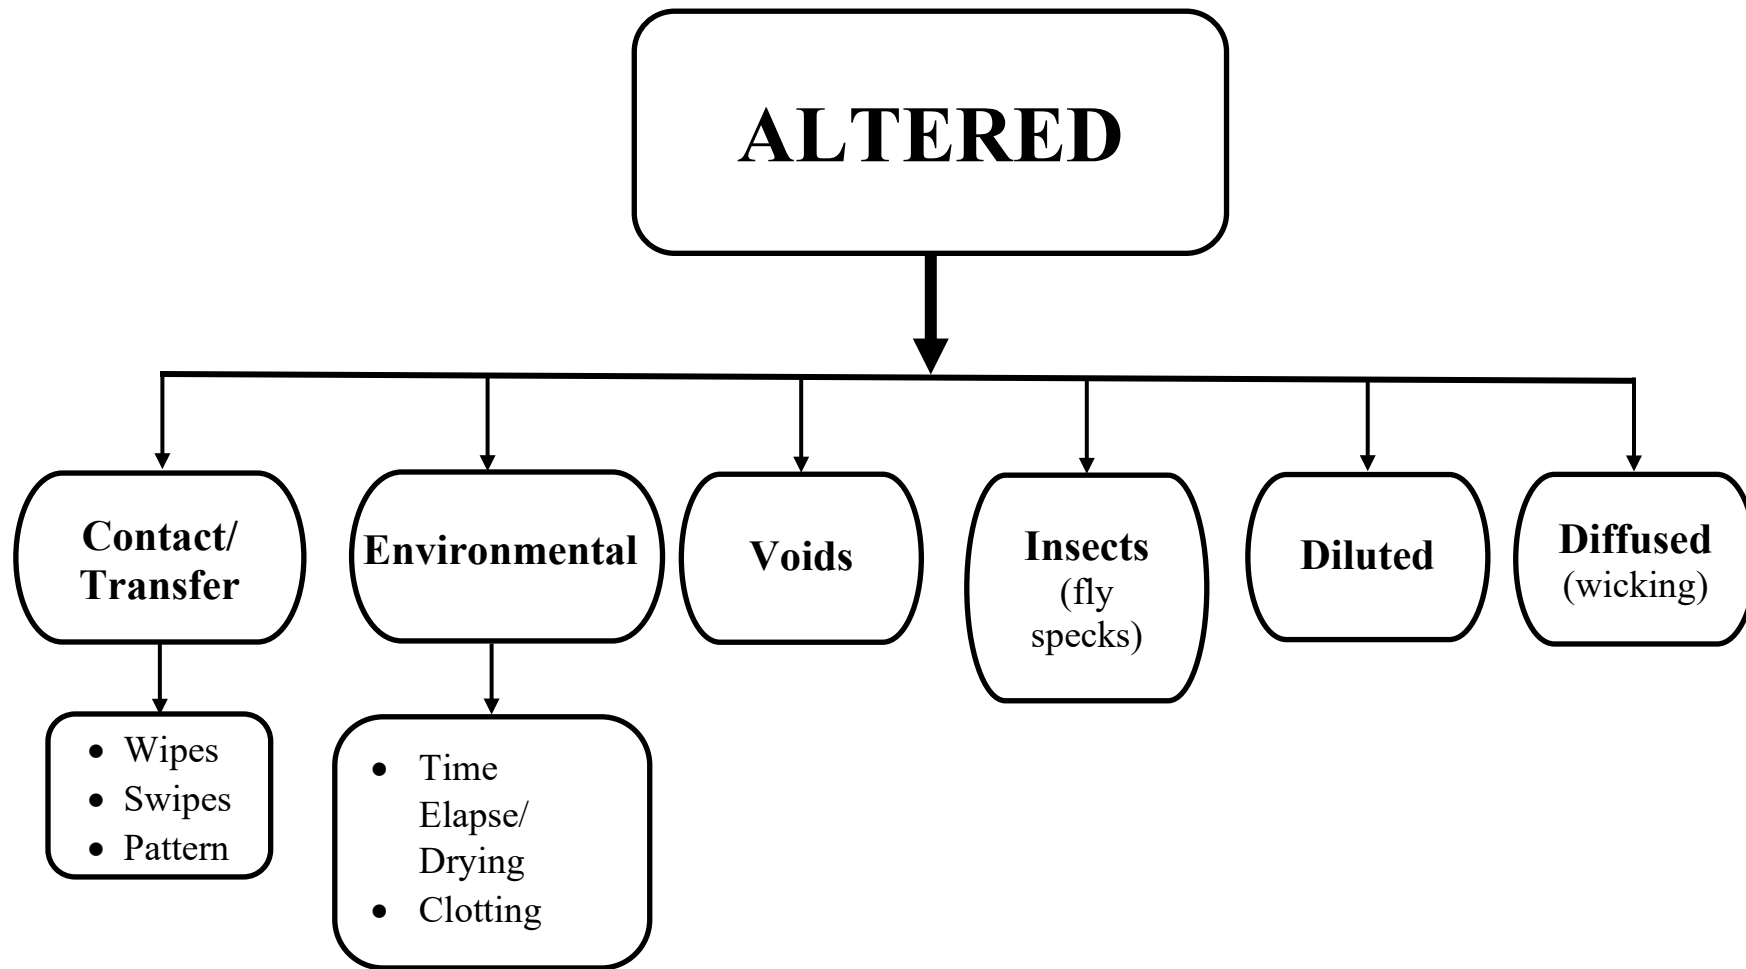 ALTERED
Contact/
Transfer
Environmental
Voids
Insects
(fly
specks)
Diluted
Diffused
(wicking)
• Wipes
• Swipes
• Pattern
• Time
Elapse/
Drying
• Clotting